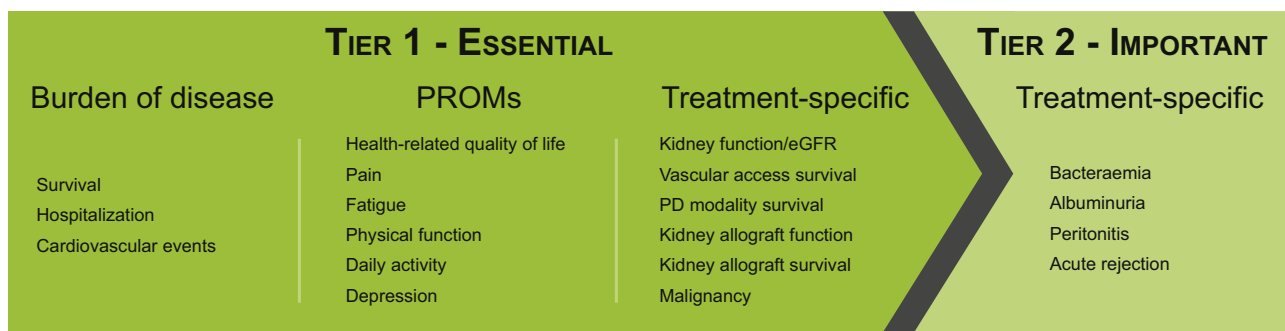 TIER 1 - ESSENTIAL
Burden of disease
Survival
Hospitalization
Cardiovascular events
PROMs
Health-related quality of life
Pain
Fatigue
Physical function
Daily activity
Depression
Treatment-specific
Kidney function/eGFR
Vascular access survival
PD modality survival
Kidney allograft function
Kidney allograft survival
Malignancy
TIER 2 - IMPORTANT
Treatment-specific
Bacteraemia
Albuminuria
Peritonitis
Acute rejection